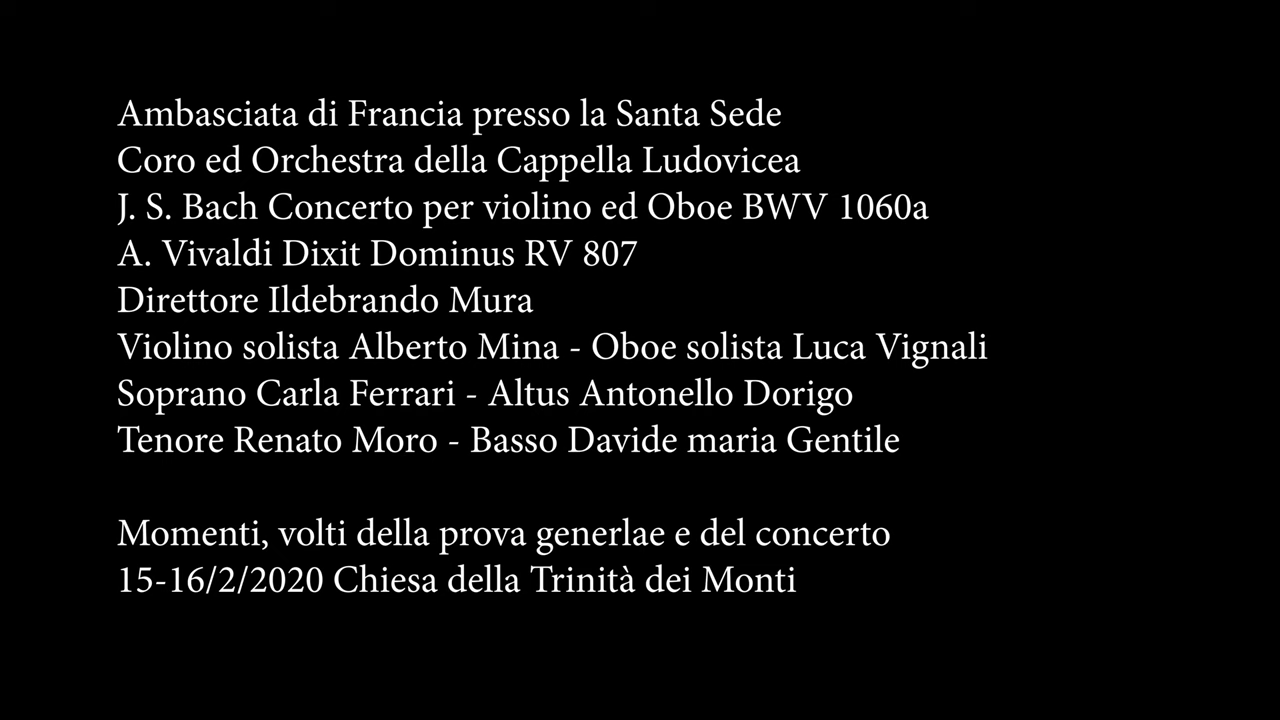 Ambasciata di Francia presso la Santa Sede
Coro ed Orchestra della Cappella Ludovicea
J. S. Bach Concerto per violino ed Oboe BWV 1060a
A. Vivaldi Dixit Dominus RV 807
Direttore Ildebrando Mura
Violino solista Alberto Mina - Oboe solista Luca Vignali
Soprano Carla Ferrari - Altus Antonello Dorigo
Tenore Renato Moro - Basso Davide maria Gentile
Momenti, volti della prova generlae e del concerto
15-16/2/2020 Chiesa della Trinità dei Monti